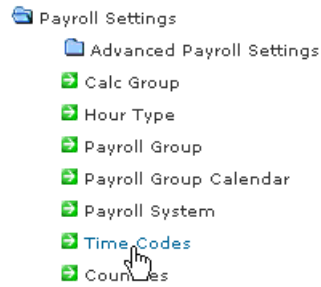 Payroll Settings
Advanced Payroll Settings
Calc Group
Hour Type
Payroll Group
Payroll Group Calendar
Payroll System
Time Codes